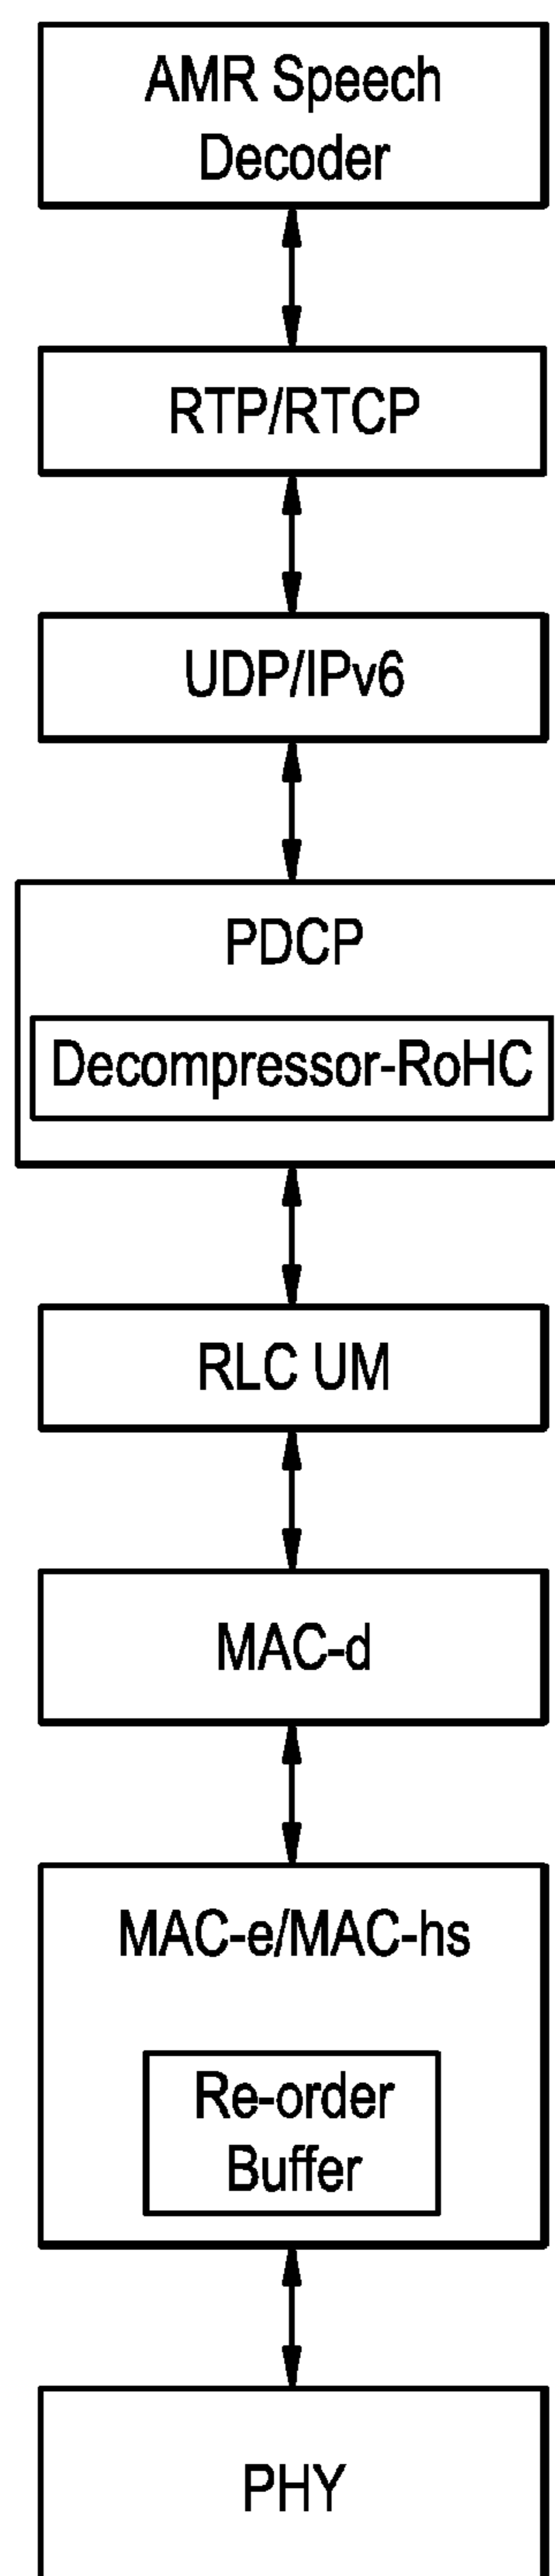 AMR Speech
Decoder
RTP/RTCP
UDP/IPv6
PDCP
Decompressor-RoHC
RLC UM
MAC-d
MAC-e/MAC-hs
Re-order
Buffer
PHY